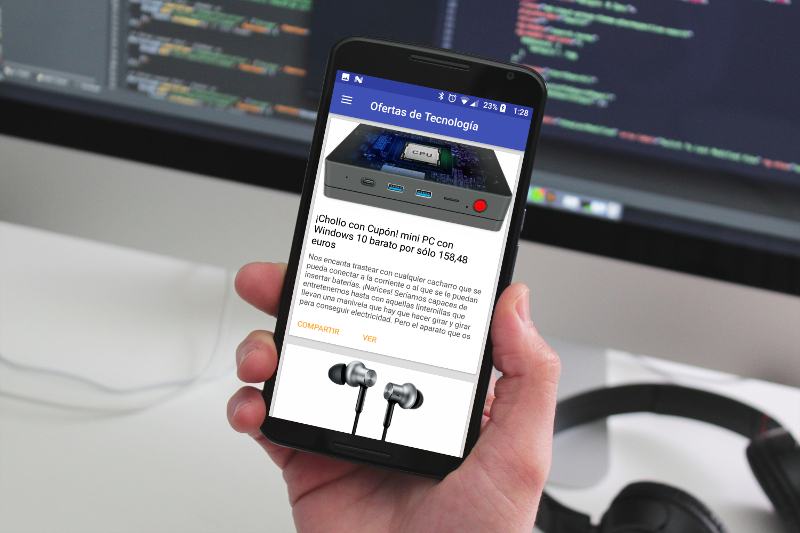 23% 1:28
Ofertas de Tecnología
CPU
¡Chollo con Cupón! mini PC con
Windows 10 barato por sólo 158,48
euros
Nos encanta trastear con cualquier cacharro que se
pueda conectar a la corriente o al que se le puedan
insertar baterías. ¡Narices! Seríamos capaces de
entretenernos hasta con aquellas linternillas que
llevan una manivela que hay que hacer girar y girar
para conseguir electricidad. Pero el aparato que os
COMPARTIR VER